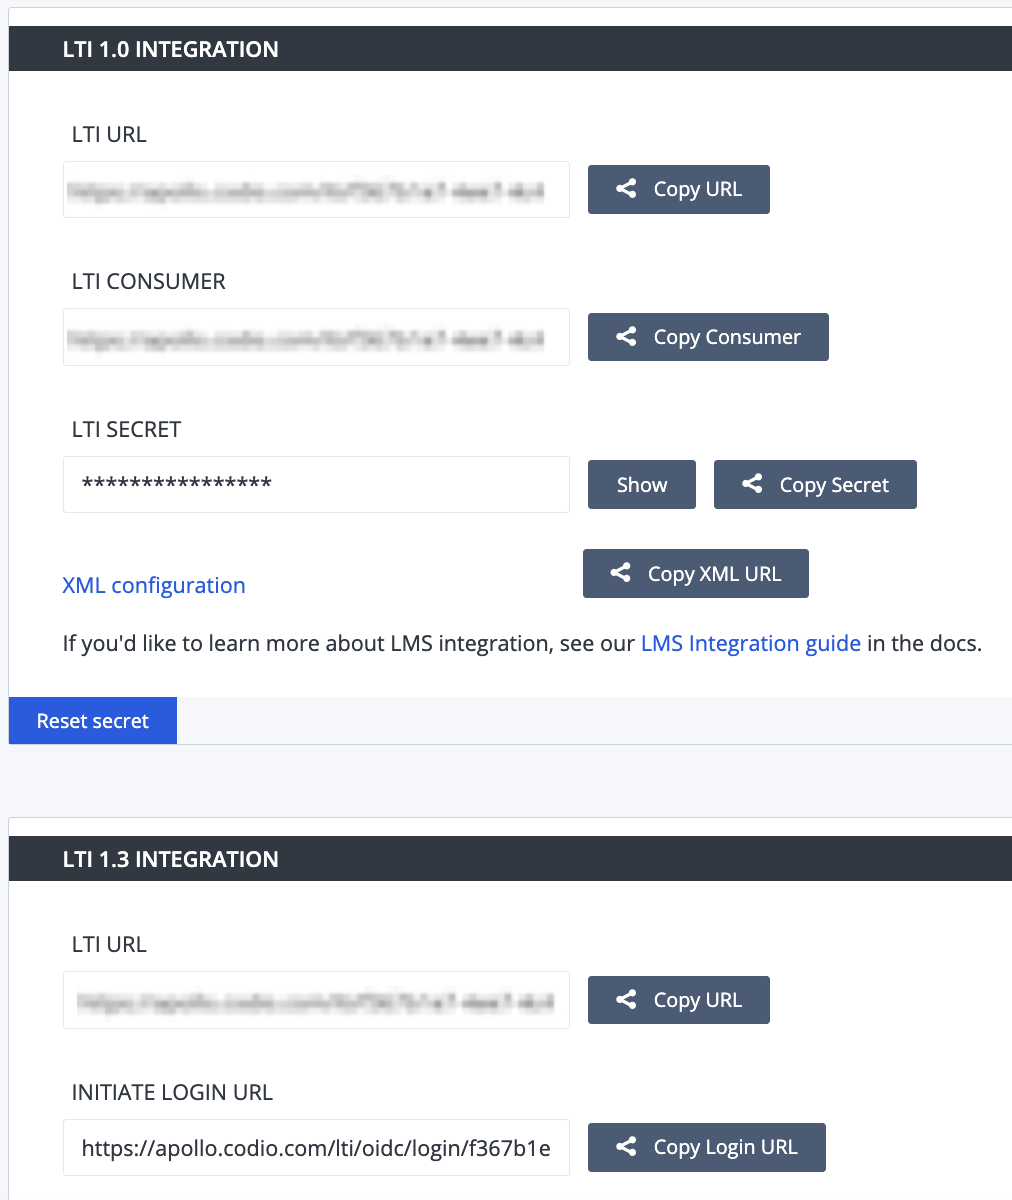 LTI 1.0 INTEGRATION
LTI URL
Copy URL
LTI CONSUMER
Copy Consumer
LTI SECRET
****************
Show
Copy Secret
XML configuration
Copy XML URL
If you'd like to learn more about LMS integration, see our LMS Integration guide in the docs.
Reset secret
LTI 1.3 INTEGRATION
LTI URL
Copy URL
INITIATE LOGIN URL
https://apollo.codio.com/lti/oidc/login/f367b1e
Copy Login URL